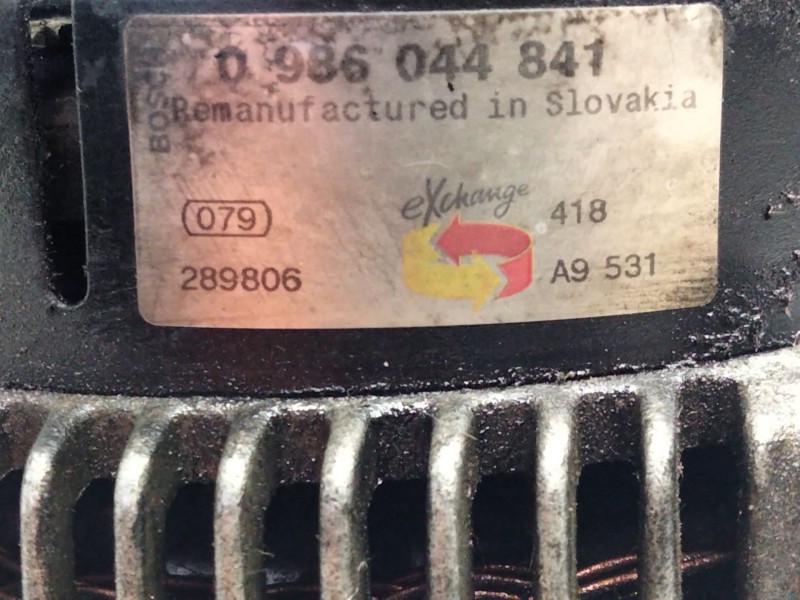 BOSCH
0 986 044 841
Remanufactured in Slovakia
eXchange
079
418
289806
A9 531